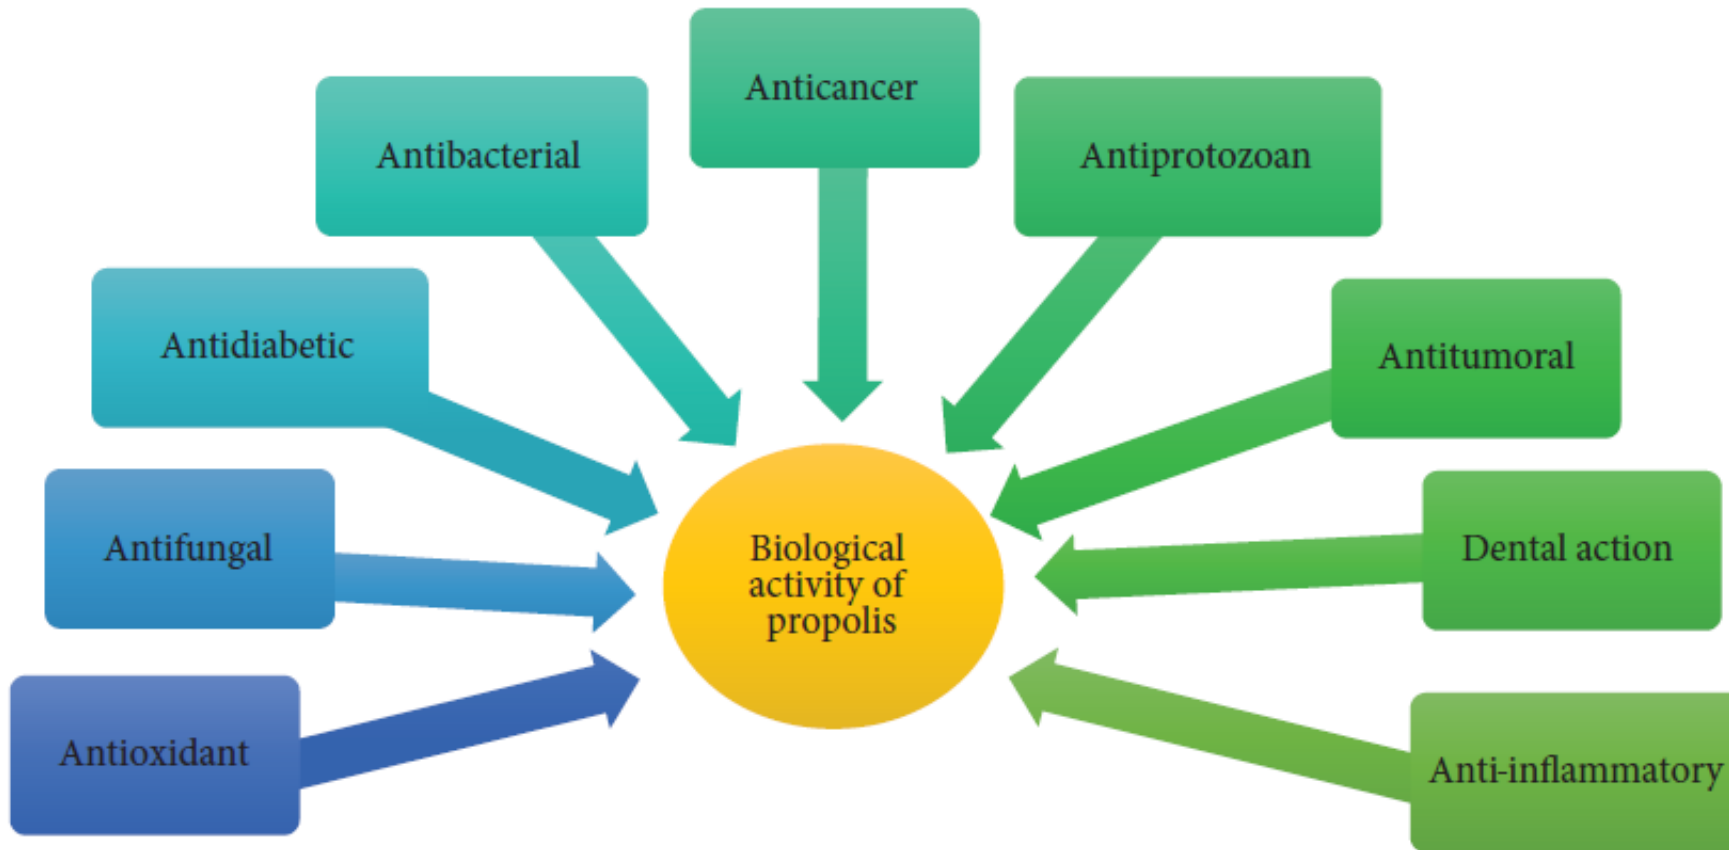 Anticancer
Antibacterial
Antiprotozoan
Antidiabetic
Antitumoral
Antifungal
Biological
activity of
propolis
Dental action
Antioxidant
Anti-inflammatory